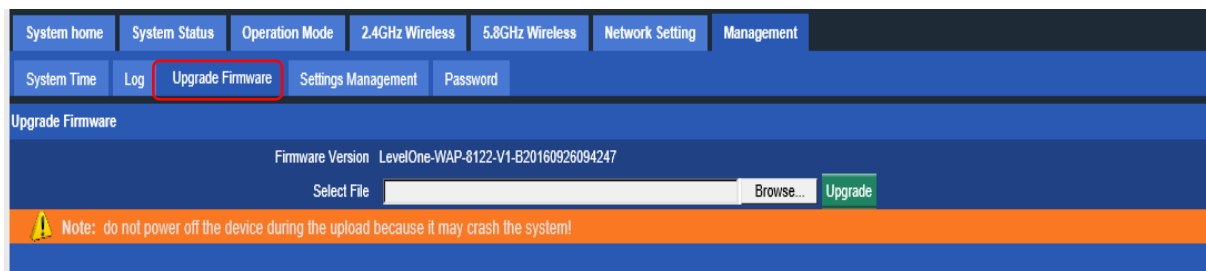 System home System Status Operation Mode 2.4GHz Wireless 5.8GHz Wireless Network Setting Management
System Time Log Upgrade Firmware Settings Management Password
Upgrade Firmware
Firmware Version LevelOne-WAP-8122-V1-B20160926094247
Select File Browse... Upgrade
Note: do not power off the device during the upload because it may crash the system!